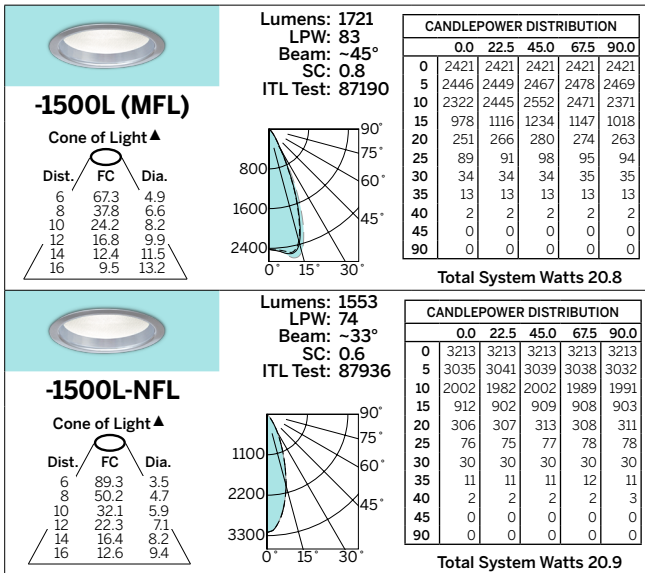 -1500L (MFL)
Cone of Light▲
Dist. FC Dia.
6 67.3 4.9
8 37.8 6.6
10 24.2 8.2
12 16.8 9.9
14 12.4 11.5
16 9.5 13.2
Lumens: 1721
LPW: 83
Beam: ~45°
SC: 0.8
ITL Test: 87190
90°
75°
60°
45°
800
1600
2400
0° 15° 30°
CANDLEPOWER DISTRIBUTION
0.0 22.5 45.0 67.5 90.0
0 2421 2421 2421 2421 2421
5 2446 2449 2467 2478 2469
10 2322 2445 2552 2471 2371
15 978 1116 1234 1147 1018
20 251 266 280 274 263
25 89 91 98 95 94
30 34 34 34 35 35
35 13 13 13 13 13
40 2 2 2 2 2
45 0 0 0 0 0
90 0 0 0 0 0
Total System Watts 20.8
-1500L-NFL
Cone of Light▲
Dist. FC Dia.
6 89.3 3.5
8 50.2 4.7
10 32.1 5.9
12 22.3 7.1
14 16.4 8.2
16 12.6 9.4
Lumens: 1553
LPW: 74
Beam: ~33°
SC: 0.6
ITL Test: 87936
90°
75°
60°
45°
1100
2200
3300
0° 15° 30°
CANDLEPOWER DISTRIBUTION
0.0 22.5 45.0 67.5 90.0
0 3213 3213 3213 3213 3213
5 3035 3041 3039 3038 3032
10 2002 1982 2002 1989 1991
15 912 902 909 908 903
20 306 307 313 308 311
25 76 75 77 78 78
30 30 30 30 30 30
35 11 11 11 12 11
40 2 2 2 2 3
45 0 0 0 0 0
90 0 0 0 0 0
Total System Watts 20.9